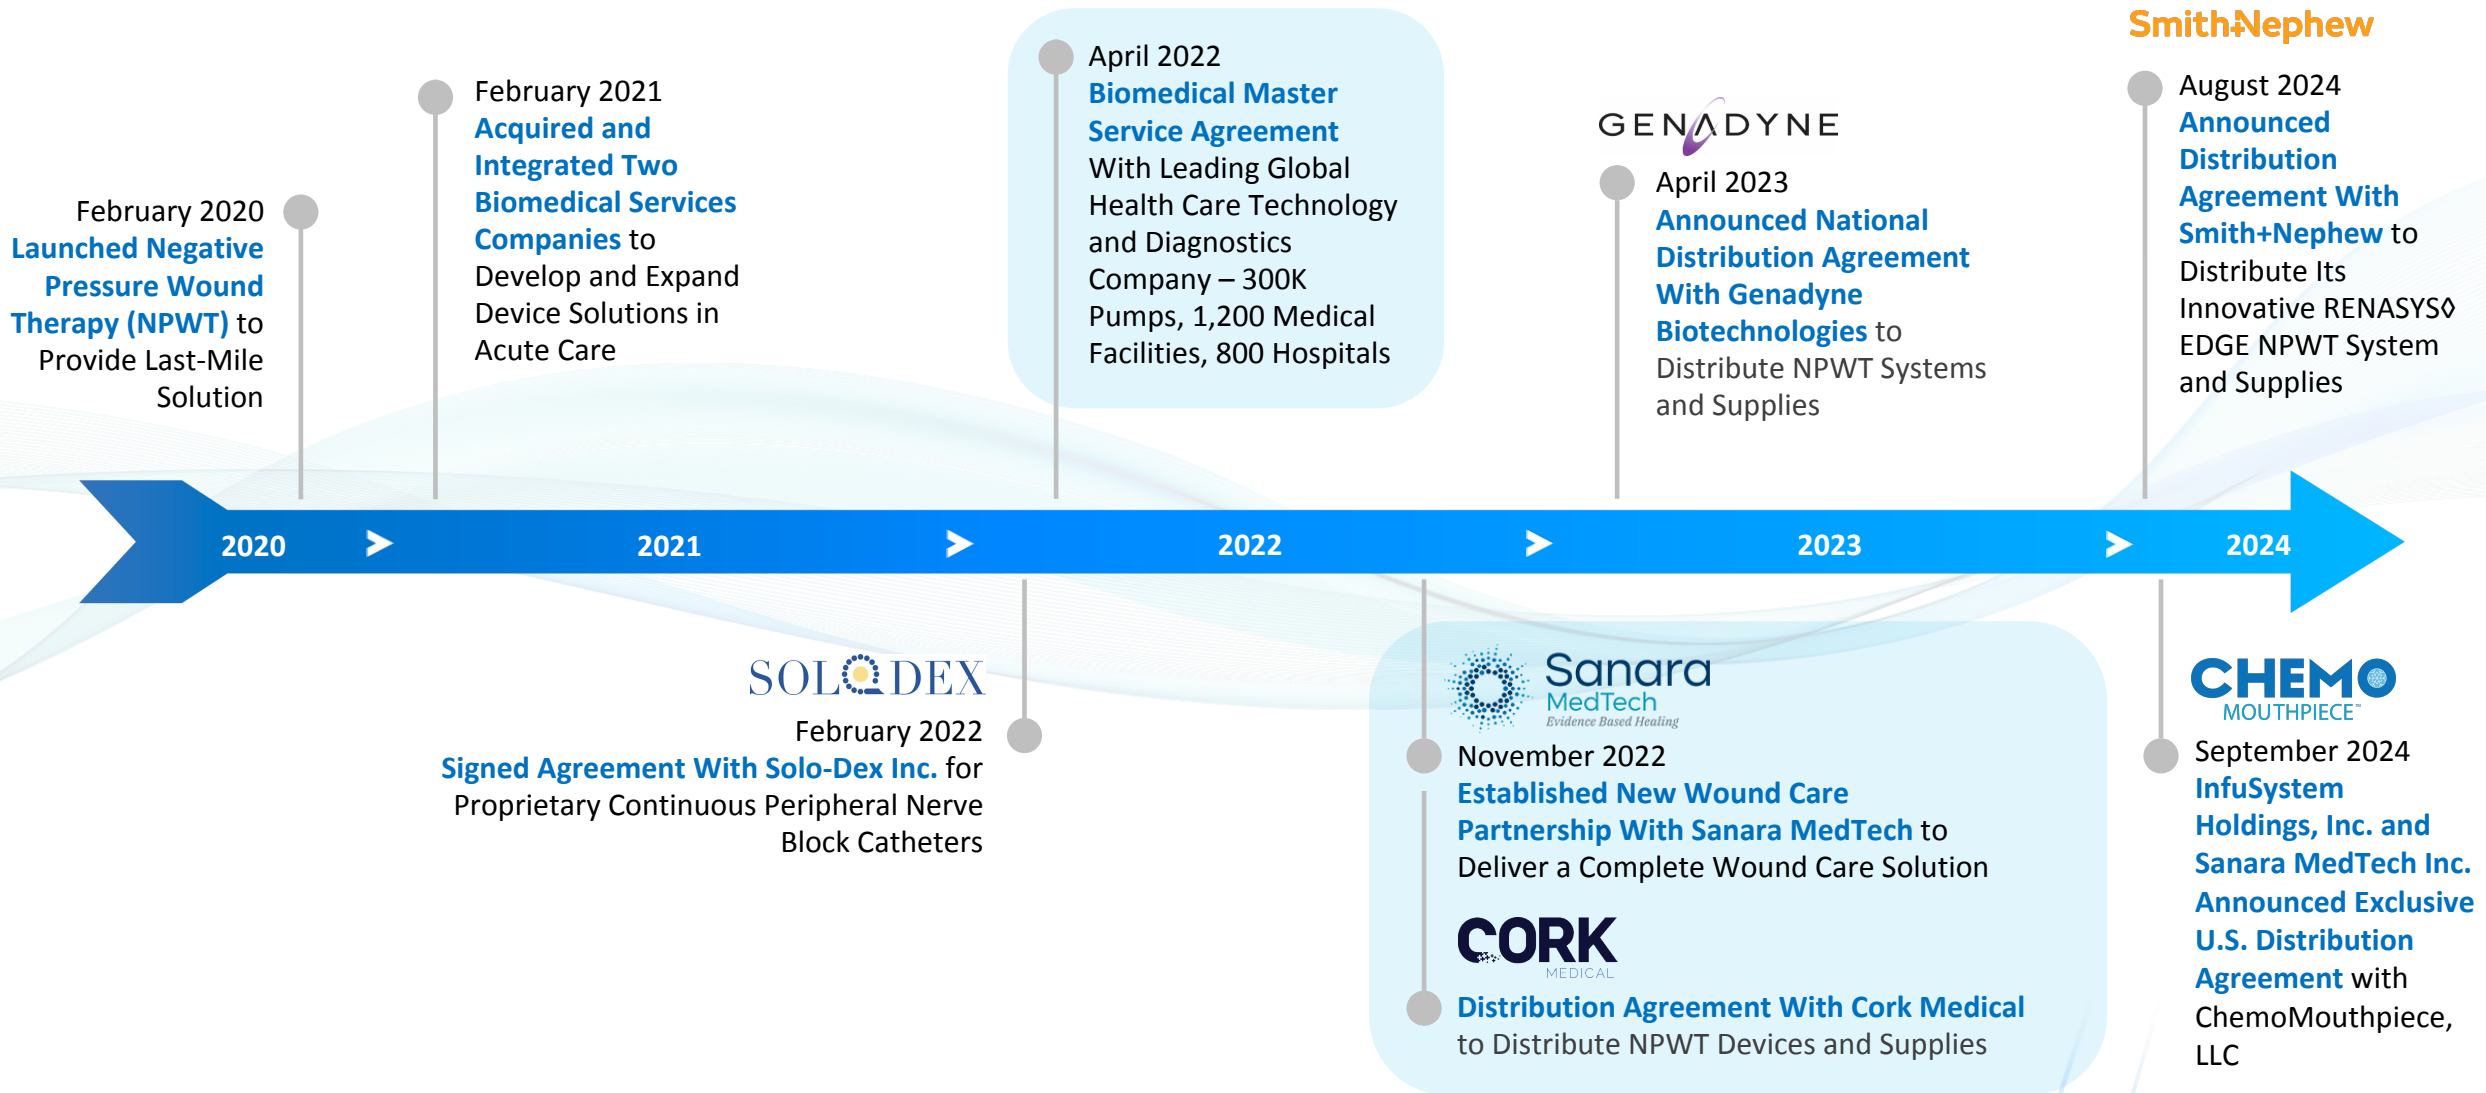 February 2020
Launched Negative
Pressure Wound
Therapy (NPWT) to
Provide Last-Mile
Solution
February 2021
Acquired and
Integrated Two
Biomedical Services
Companies to
Develop and Expand
Device Solutions in
Acute Care
April 2022
Biomedical Master
Service Agreement
With Leading Global
Health Care Technology
and Diagnostics
Company – 300K
Pumps, 1,200 Medical
Facilities, 800 Hospitals
GENADYNE
April 2023
Announced National
Distribution Agreement
With Genadyne
Biotechnologies to
Distribute NPWT Systems
and Supplies
Smith+Nephew
August 2024
Announced
Distribution
Agreement With
Smith+Nephew to
Distribute Its
Innovative RENASYS◊
EDGE NPWT System
and Supplies
2020 > 2021 > 2022 > 2023 > 2024
SOLODEX
February 2022
Signed Agreement With Solo-Dex Inc. for
Proprietary Continuous Peripheral Nerve
Block Catheters
Sanara
MedTech
Evidence Based Healing
November 2022
Established New Wound Care
Partnership With Sanara MedTech to
Deliver a Complete Wound Care Solution
CORK
MEDICAL
Distribution Agreement With Cork Medical
to Distribute NPWT Devices and Supplies
CHEMO
MOUTHPIECE™
September 2024
InfuSystem
Holdings, Inc. and
Sanara MedTech Inc.
Announced Exclusive
U.S. Distribution
Agreement with
ChemoMouthpiece,
LLC